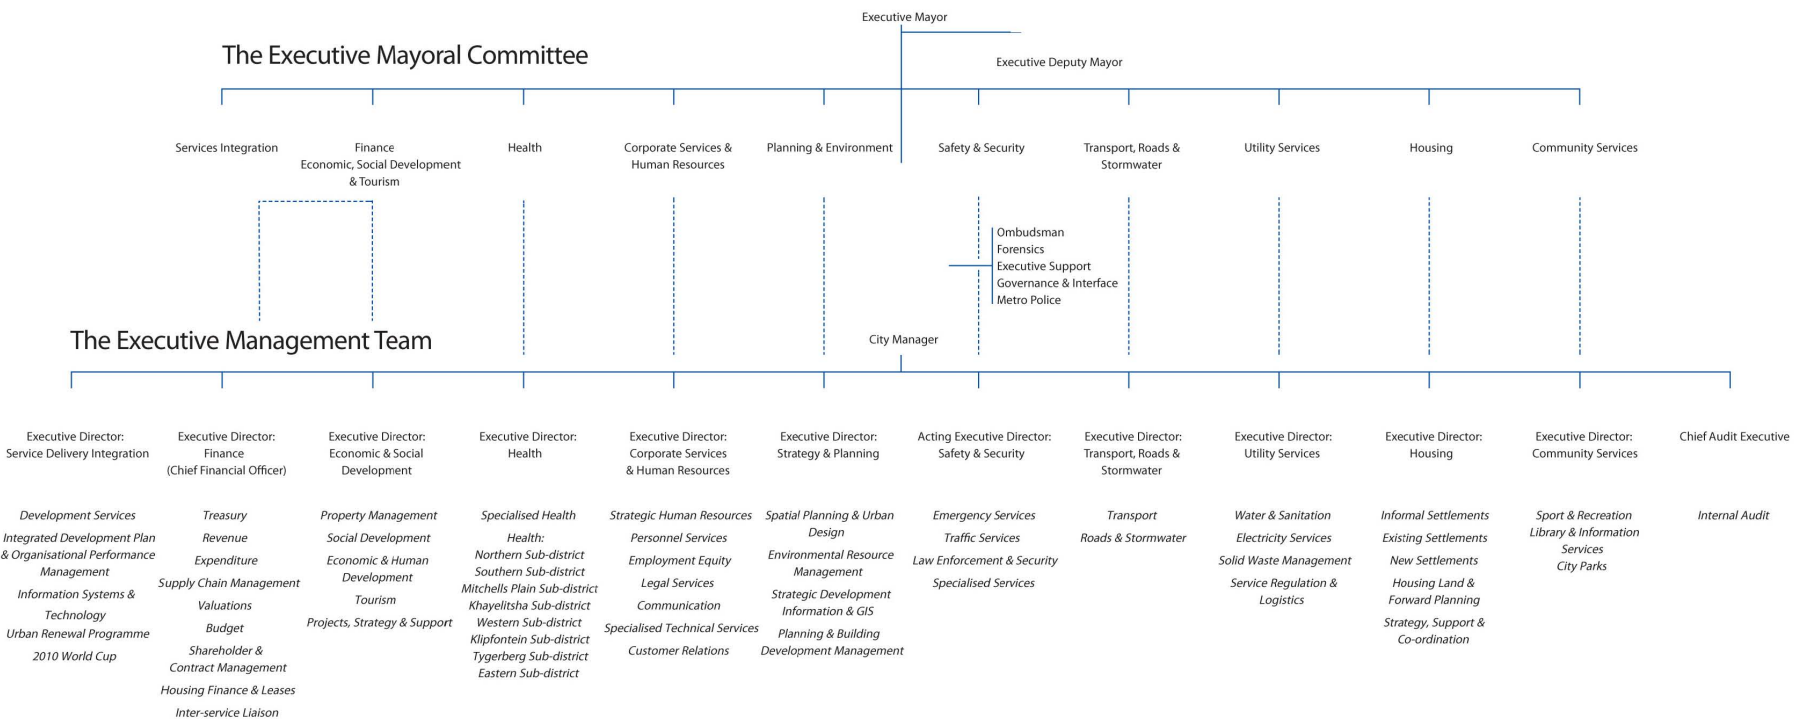 Executive Mayor
The Executive Mayoral Committee
Executive Deputy Mayor
Services Integration
Finance
Economic, Social Development
& Tourism
Health
Corporate Services &
Human Resources
Planning & Environment
Safety & Security
Transport, Roads &
Stormwater
Utility Services
Housing
Community Services
Ombudsman
Forensics
Executive Support
Governance & Interface
Metro Police
The Executive Management Team
City Manager
Executive Director:
Service Delivery Integration
Executive Director:
Finance
(Chief Financial Officer)
Executive Director:
Economic & Social
Development
Executive Director:
Health
Executive Director:
Corporate Services
& Human Resources
Executive Director:
Strategy & Planning
Acting Executive Director:
Safety & Security
Executive Director:
Transport, Roads &
Stormwater
Executive Director:
Utility Services
Executive Director:
Housing
Executive Director:
Community Services
Chief Audit Executive
Development Services
Integrated Development Plan
& Organisational Performance
Management
Information Systems &
Technology
Urban Renewal Programme
2010 World Cup
Treasury
Revenue
Expenditure
Supply Chain Management
Valuations
Budget
Shareholder &
Contract Management
Housing Finance & Leases
Inter-service Liaison
Property Management
Social Development
Economic & Human
Development
Tourism
Projects, Strategy & Support
Specialised Health
Health:
Northern Sub-district
Southern Sub-district
Mitchells Plain Sub-district
Khayelitsha Sub-district
Western Sub-district
Klipfontein Sub-district
Tygerberg Sub-district
Eastern Sub-district
Strategic Human Resources
Personnel Services
Employment Equity
Legal Services
Communication
Specialised Technical Services
Customer Relations
Spatial Planning & Urban
Design
Environmental Resource
Management
Strategic Development
Information & GIS
Planning & Building
Development Management
Emergency Services
Traffic Services
Law Enforcement & Security
Specialised Services
Transport
Roads & Stormwater
Water & Sanitation
Electricity Services
Solid Waste Management
Service Regulation &
Logistics
Informal Settlements
Existing Settlements
New Settlements
Housing Land &
Forward Planning
Strategy, Support &
Co-ordination
Sport & Recreation
Library & Information
Services
City Parks
Internal Audit